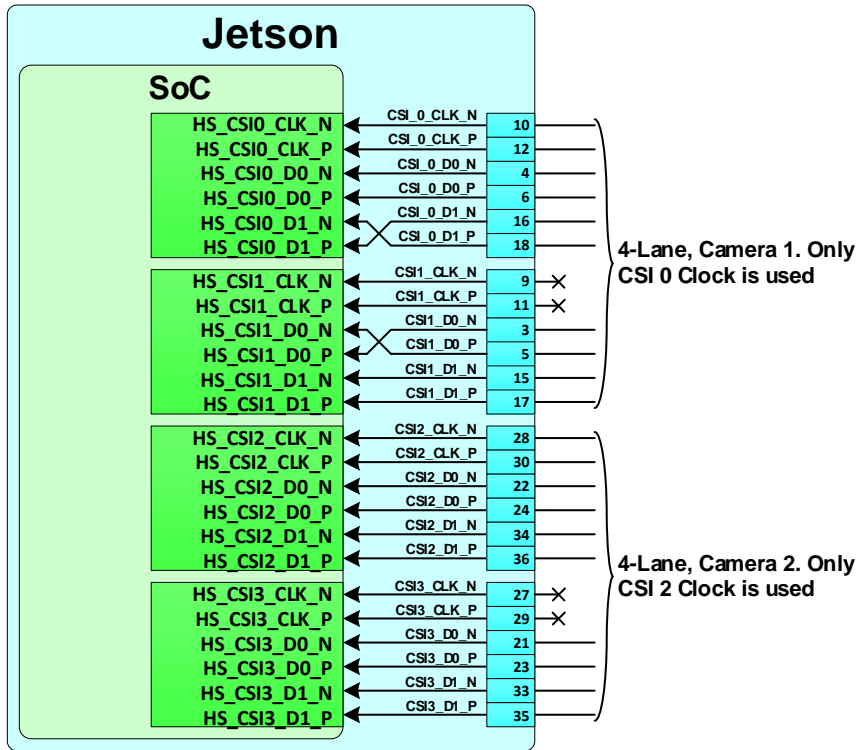 Jetson
SoC
HS_CSI0_CLK_N CSI_0_CLK_N 10
HS_CSI0_CLK_P CSI_0_CLK_P 12
HS_CSI0_D0_N CSI_0_D0_N 4
HS_CSI0_D0_P CSI_0_D0_P 6
HS_CSI0_D1_N CSI_0_D1_N 16
HS_CSI0_D1_P CSI_0_D1_P 18
4-Lane, Camera 1. Only
CSI 0 Clock is used
HS_CSI1_CLK_N CSI1_CLK_N 9
HS_CSI1_CLK_P CSI1_CLK_P 11
HS_CSI1_D0_N CSI1_D0_N 3
HS_CSI1_D0_P CSI1_D0_P 5
HS_CSI1_D1_N CSI1_D1_N 15
HS_CSI1_D1_P CSI1_D1_P 17
HS_CSI2_CLK_N CSI2_CLK_N 28
HS_CSI2_CLK_P CSI2_CLK_P 30
HS_CSI2_D0_N CSI2_D0_N 22
HS_CSI2_D0_P CSI2_D0_P 24
HS_CSI2_D1_N CSI2_D1_N 34
HS_CSI2_D1_P CSI2_D1_P 36
4-Lane, Camera 2. Only
CSI 2 Clock is used
HS_CSI3_CLK_N CSI3_CLK_N 27
HS_CSI3_CLK_P CSI3_CLK_P 29
HS_CSI3_D0_N CSI3_D0_N 21
HS_CSI3_D0_P CSI3_D0_P 23
HS_CSI3_D1_N CSI3_D1_N 33
HS_CSI3_D1_P CSI3_D1_P 35